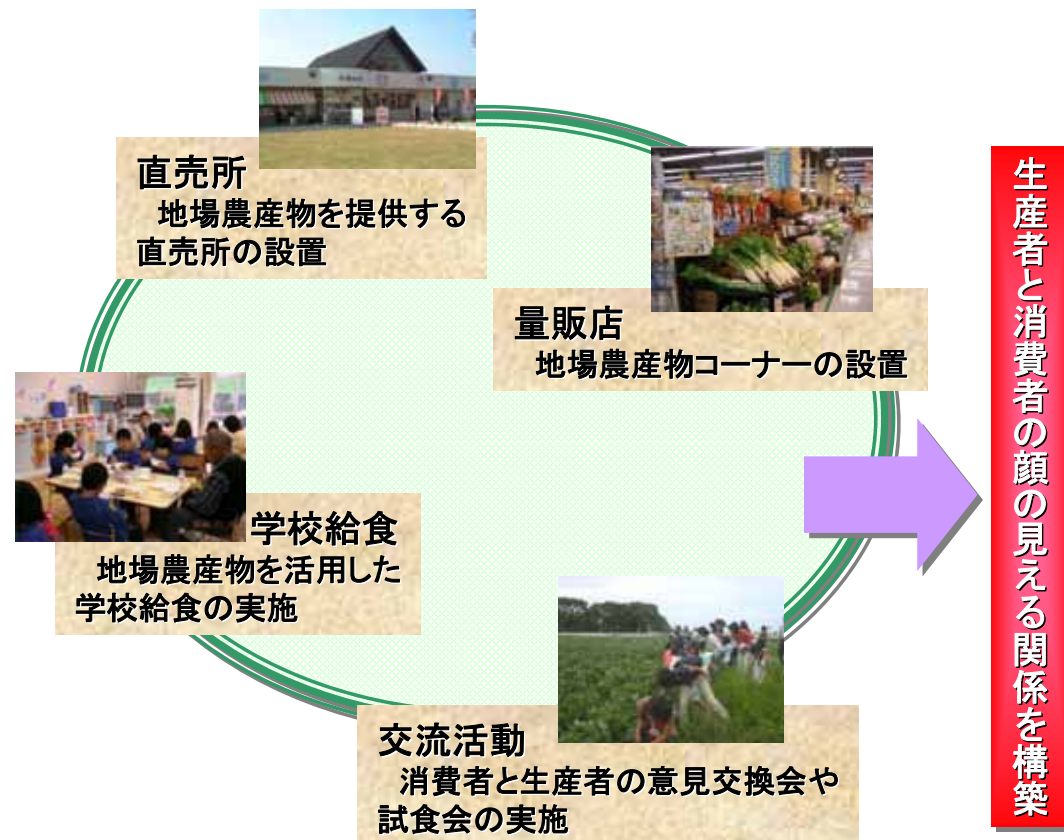 直売所
地場農産物を提供する
直売所の設置
量販店
地場農産物コーナーの設置
学校給食
地場農産物を活用した
学校給食の実施
交流活動
消費者と生産者の意見交換会や
試食会の実施
生産者と消費者の顔の見える関係を構築